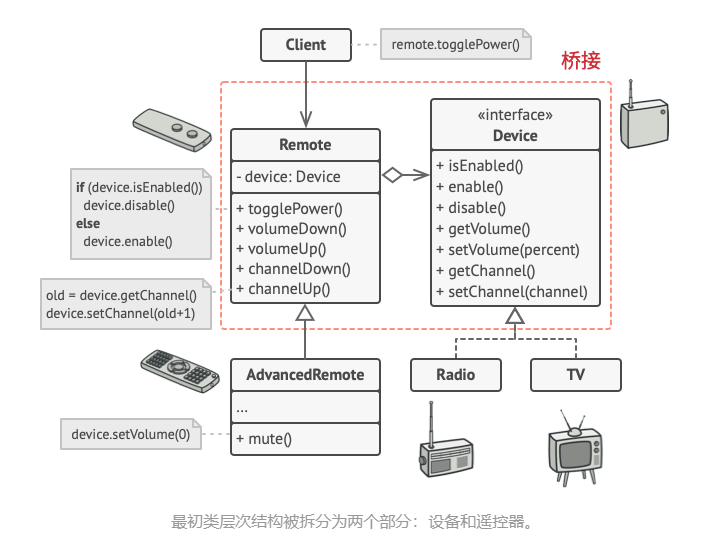 Client
remote.togglePower()
桥接
Remote
- device: Device
+ togglePower()
+ volumeDown()
+ volumeUp()
+ channelDown()
+ channelUp()
«interface»
Device
+ isEnabled()
+ enable()
+ disable()
+ getVolume()
+ setVolume(percent)
+ getChannel()
+ setChannel(channel)
if (device.isEnabled())
device.disable()
else
device.enable()
old = device.getChannel()
device.setChannel(old+1)
AdvancedRemote
...
+ mute()
device.setVolume(0)
Radio
TV
最初类层次结构被拆分为两个部分：设备和遥控器。